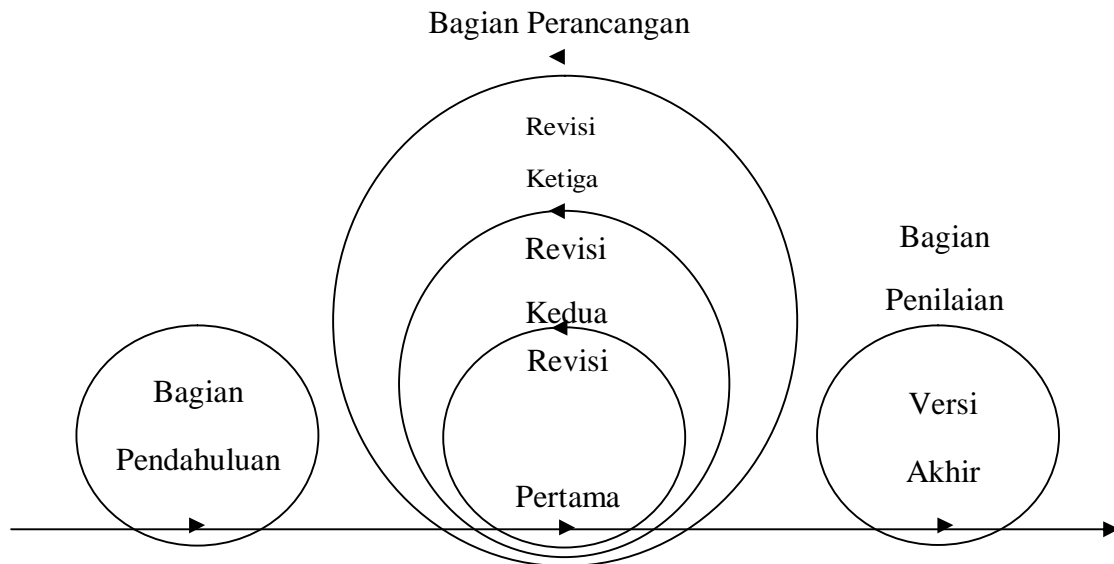 Bagian Perancangan
Revisi
Ketiga
Revisi
Kedua
Revisi
Pertama
Bagian
Pendahuluan
Bagian
Penilaian
Versi
Akhir